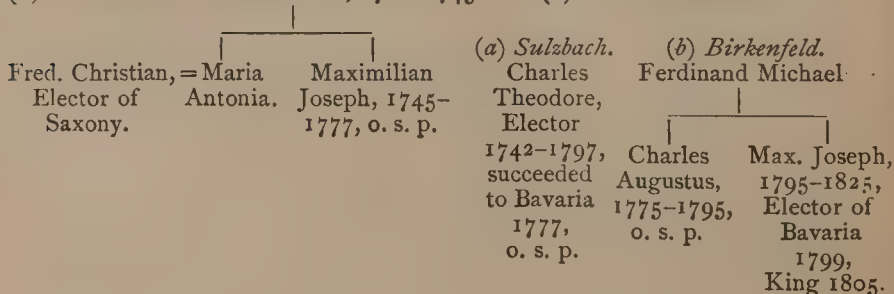 (a) Sulzbach.
(b) Birkenfeld.
Fred. Christian, = Maria
Elector of Antonia.
Saxony.
Maximilian
Joseph, 1745–
1777, o. s. p.
Charles
Theodore,
Elector
1742–1797,
succeeded
to Bavaria
1777,
o. s. p.
Ferdinand Michael
Charles
Augustus,
1775–1795,
o. s. p.
Max. Joseph,
1795–1825,
Elector of
Bavaria
1799,
King 1805.